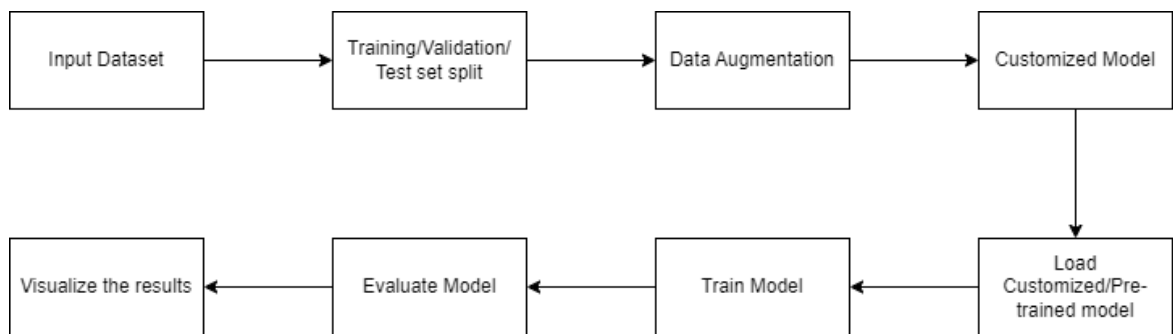 Input Dataset
Training/Validation/
Test set split
Data Augmentation
Customized Model
Load
Customized/Pre-
trained model
Train Model
Evaluate Model
Visualize the results